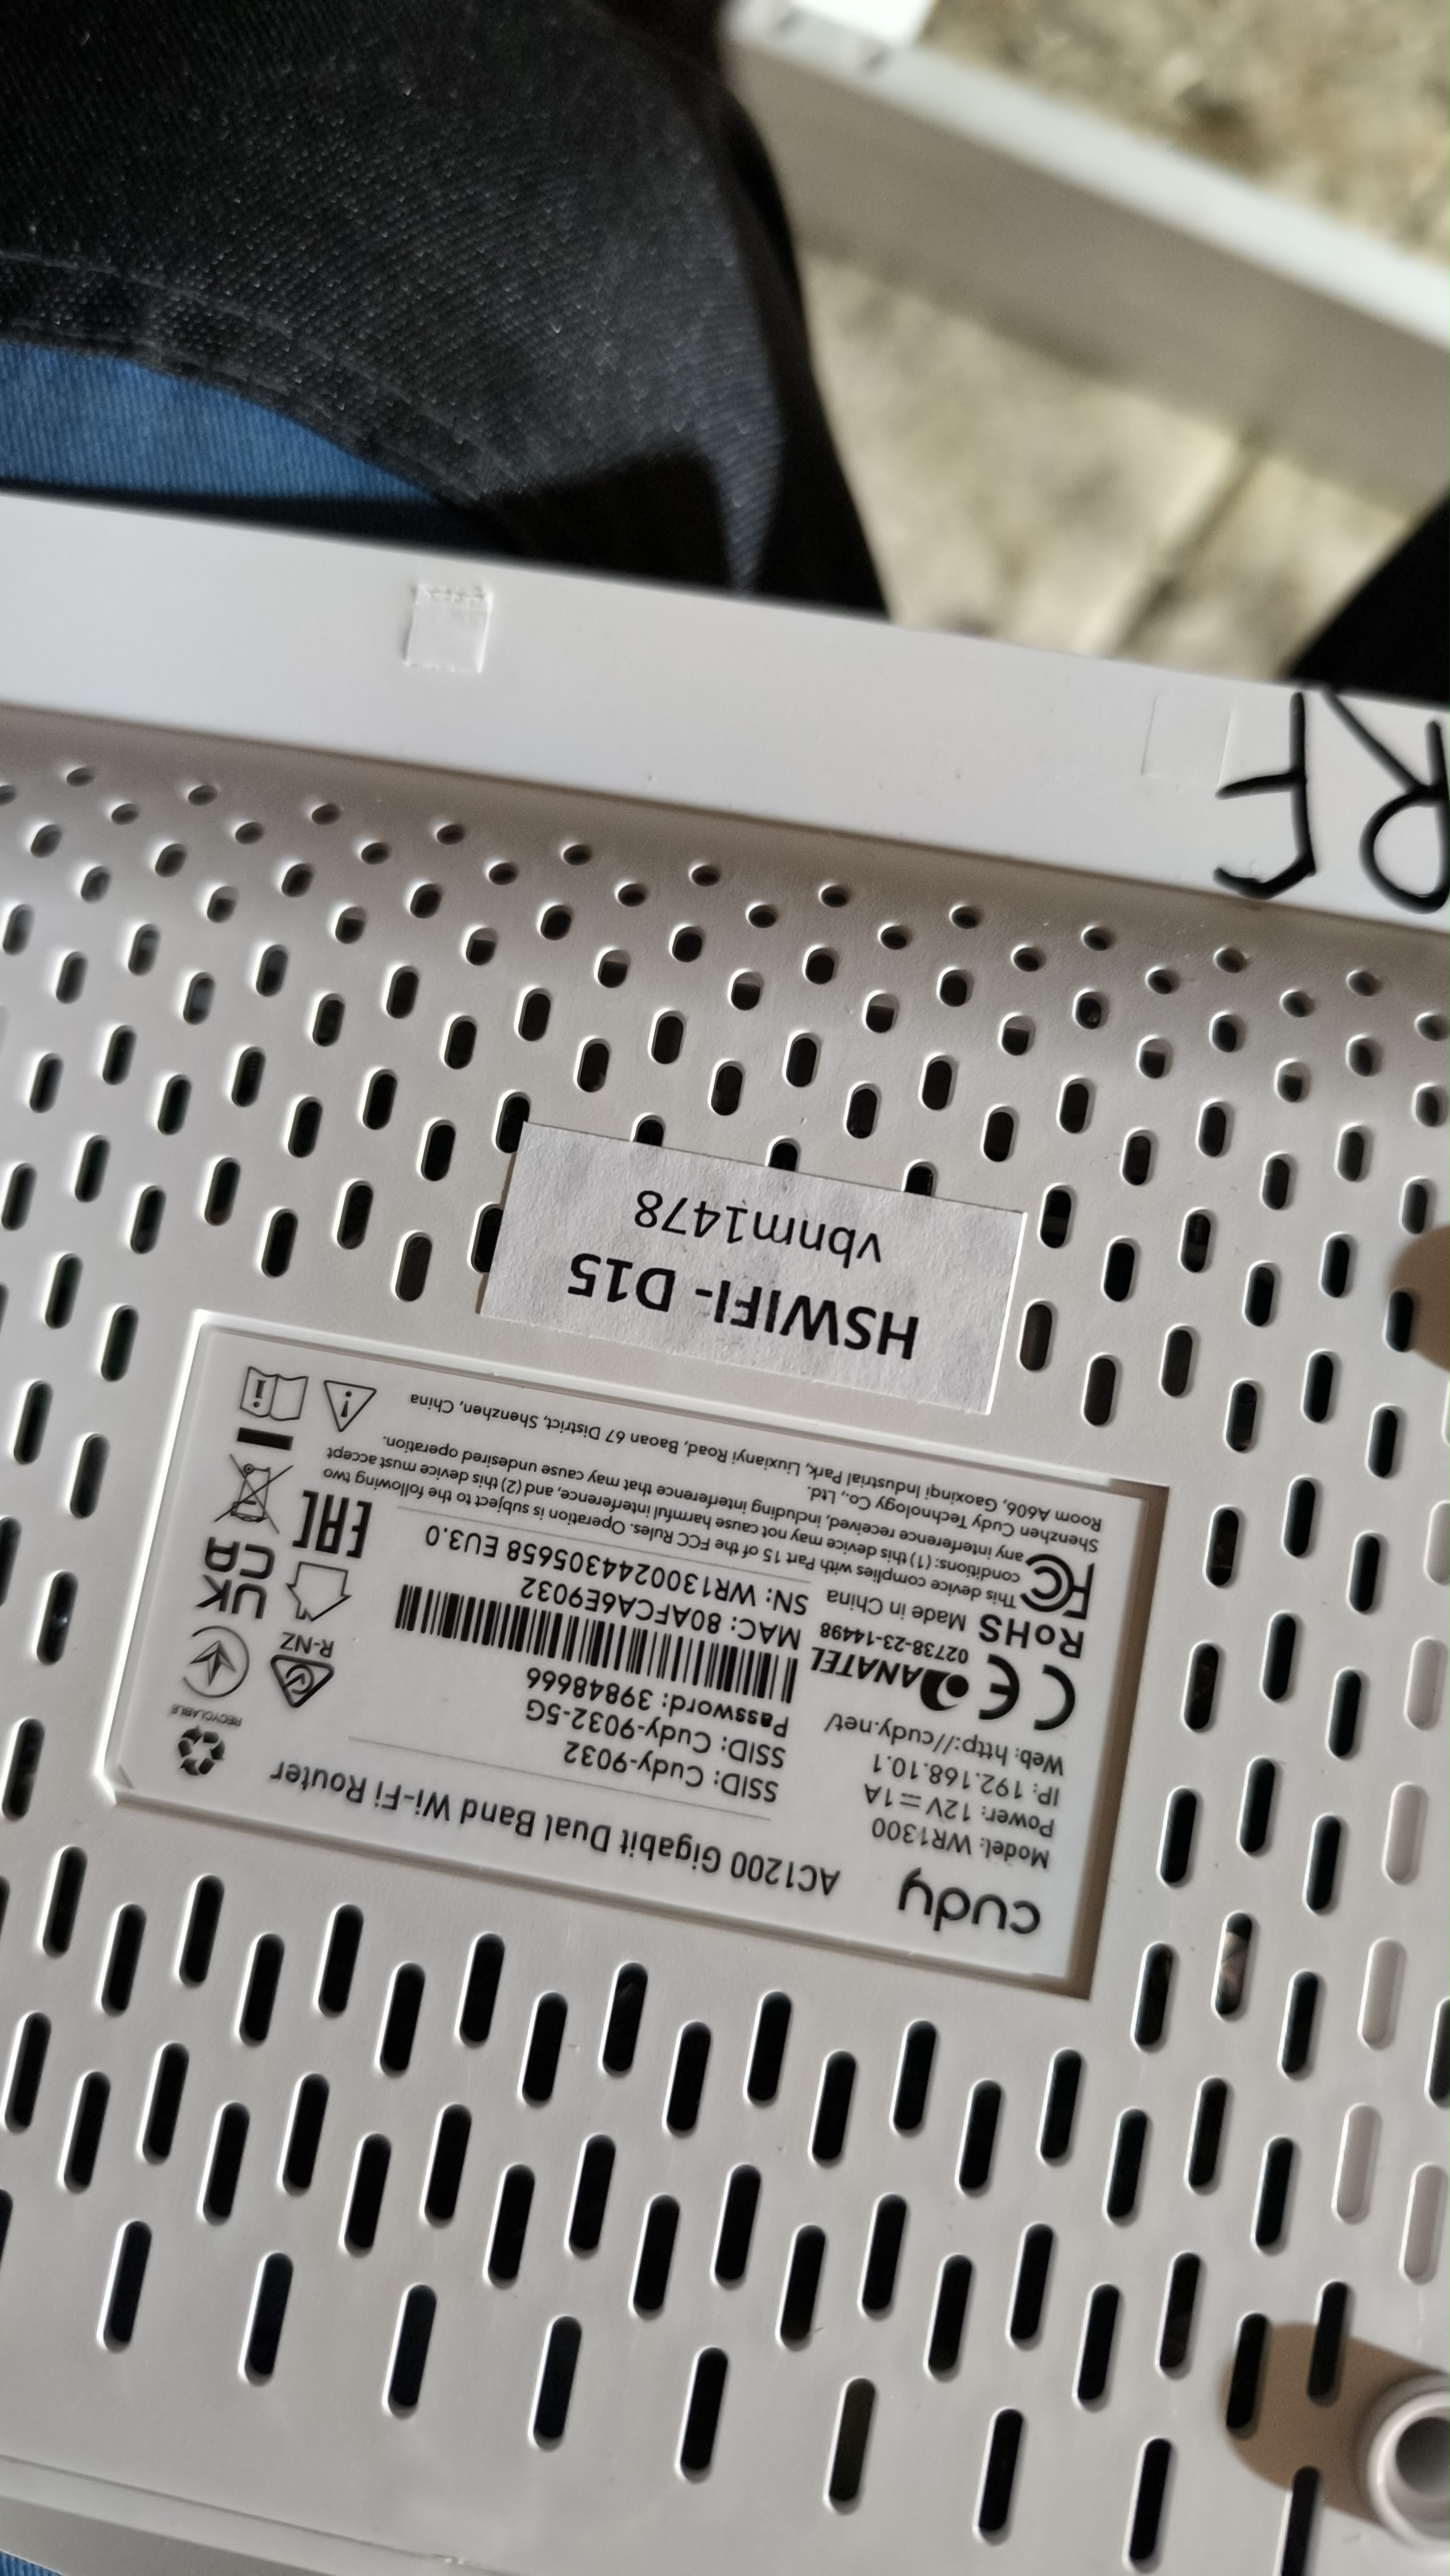 cudy
AC1200 Gigabit Dual Band Wi-Fi Router
Model: WR1300
Power: 12V⎓1A
IP: 192.168.10.1
Web: http://cudy.net/
SSID: Cudy-9032
SSID: Cudy-9032-5G
Password: 39848666
MAC: 80AFCA6E9032
SN: WR1300244305658 EU3.0
RECYCLABLE
R-NZ
CE
ANATEL
02738-23-14498
RoHS Made in China
UK
CA
EAC
FC
This device complies with Part 15 of the FCC Rules. Operation is subject to the following two
conditions: (1) this device may not cause harmful interference, and (2) this device must accept
any interference received, including interference that may cause undesired operation.
Shenzhen Cudy Technology Co., Ltd.
Room A606, Gaoxinqi Industrial Park, Liuxianyi Road, Baoan 67 District, Shenzhen, China
HSWIFI- D15
vbnm1478